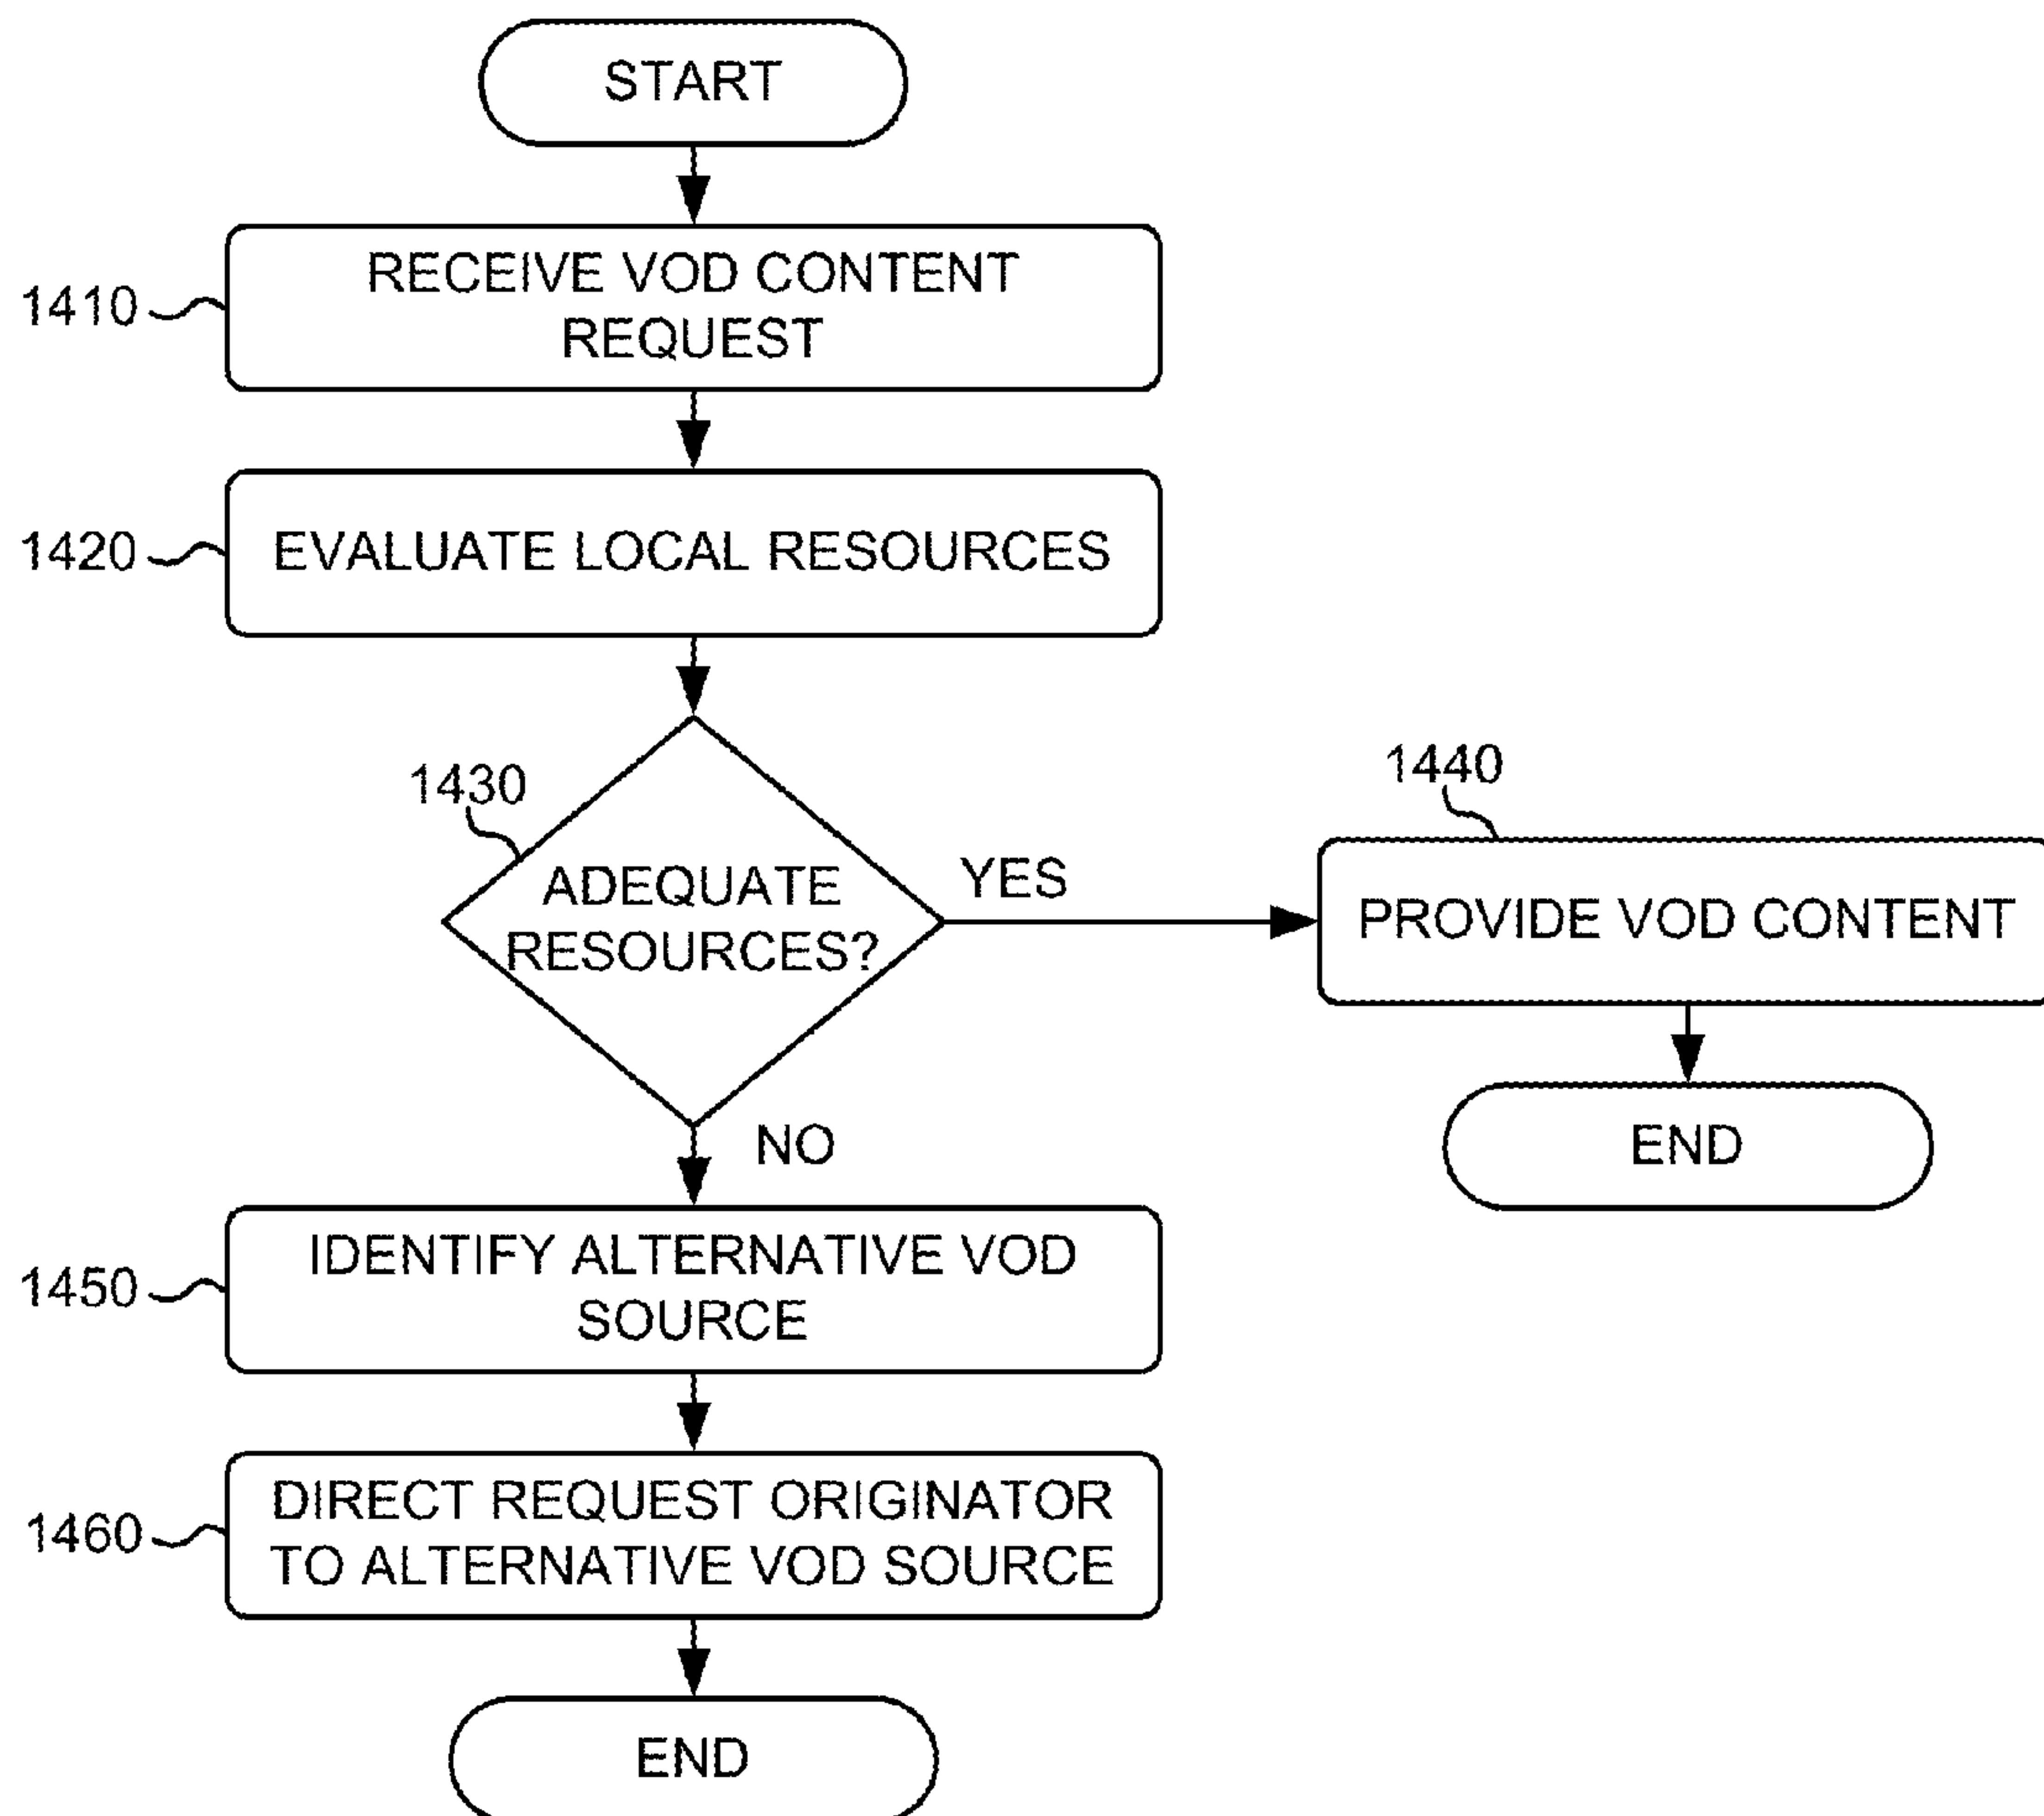 START
1410
RECEIVE VOD CONTENT
REQUEST
1420
EVALUATE LOCAL RESOURCES
1430
ADEQUATE
RESOURCES?
YES
1440
PROVIDE VOD CONTENT
END
NO
1450
IDENTIFY ALTERNATIVE VOD
SOURCE
1460
DIRECT REQUEST ORIGINATOR
TO ALTERNATIVE VOD SOURCE
END